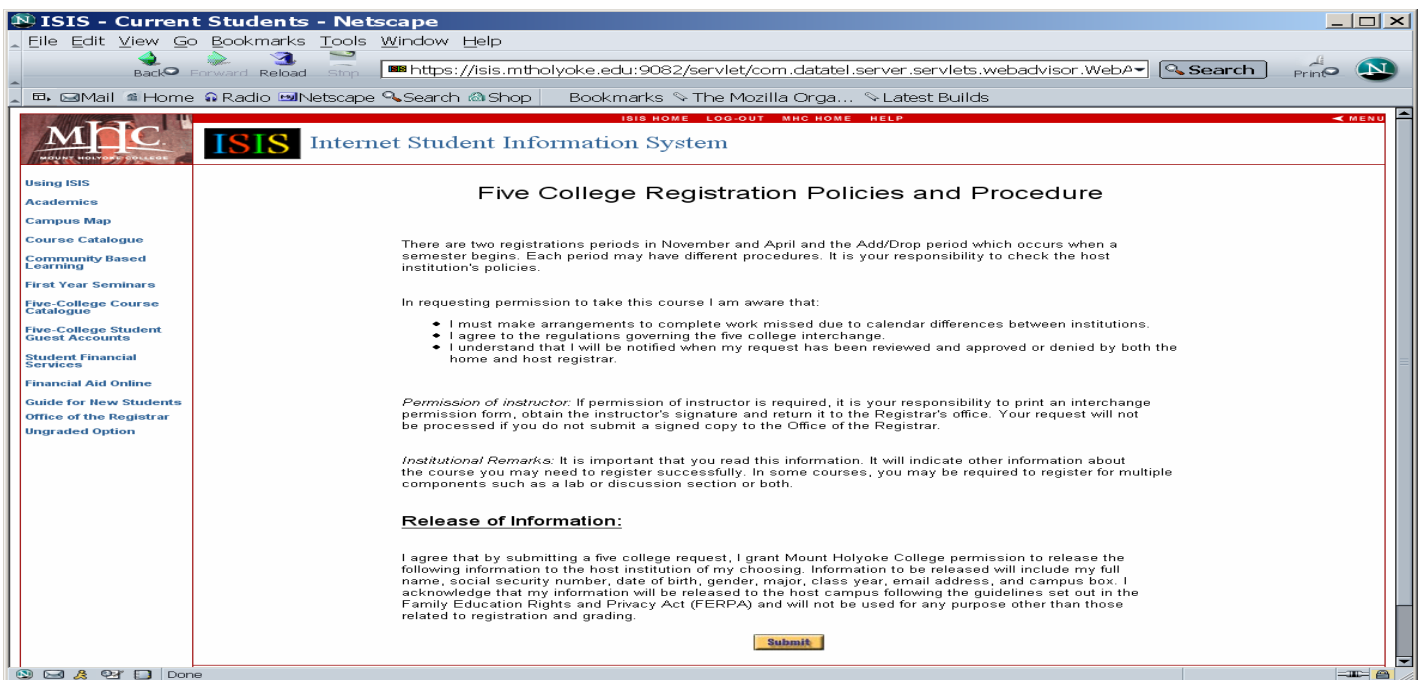 ISIS - Current Students - Netscape
File Edit View Go Bookmarks Tools Window Help
Back Forward Reload Stop https://isis.mtholyoke.edu:9082/servlet/com.datatel.server.servlets.webadvisor.WebA Search Print N
Mail Home Radio Netscape Search Shop Bookmarks The Mozilla Orga... Latest Builds
ISIS HOME LOG-OUT MHC HOME HELP MENU
MHC
MOUNT HOLYOKE COLLEGE
ISIS Internet Student Information System
Using ISIS
Academics
Campus Map
Course Catalogue
Community Based
Learning
First Year Seminars
Five-College Course
Catalogue
Five-College Student
Guest Accounts
Student Financial
Services
Financial Aid Online
Guide for New Students
Office of the Registrar
Ungraded Option
Five College Registration Policies and Procedure
There are two registrations periods in November and April and the Add/Drop period which occurs when a
semester begins. Each period may have different procedures. It is your responsibility to check the host
institution's policies.
In requesting permission to take this course I am aware that:
I must make arrangements to complete work missed due to calendar differences between institutions.
I agree to the regulations governing the five college interchange.
I understand that I will be notified when my request has been reviewed and approved or denied by both the
home and host registrar.
Permission of instructor: If permission of instructor is required, it is your responsibility to print an interchange
permission form, obtain the instructor's signature and return it to the Registrar's office. Your request will not
be processed if you do not submit a signed copy to the Office of the Registrar.
Institutional Remarks: It is important that you read this information. It will indicate other information about
the course you may need to register successfully. In some courses, you may be required to register for multiple
components such as a lab or discussion section or both.
Release of Information:
I agree that by submitting a five college request, I grant Mount Holyoke College permission to release the
following information to the host institution of my choosing. Information to be released will include my full
name, social security number, date of birth, gender, major, class year, email address, and campus box. I
acknowledge that my information will be released to the host campus following the guidelines set out in the
Family Education Rights and Privacy Act (FERPA) and will not be used for any purpose other than those
related to registration and grading.
Submit
Done